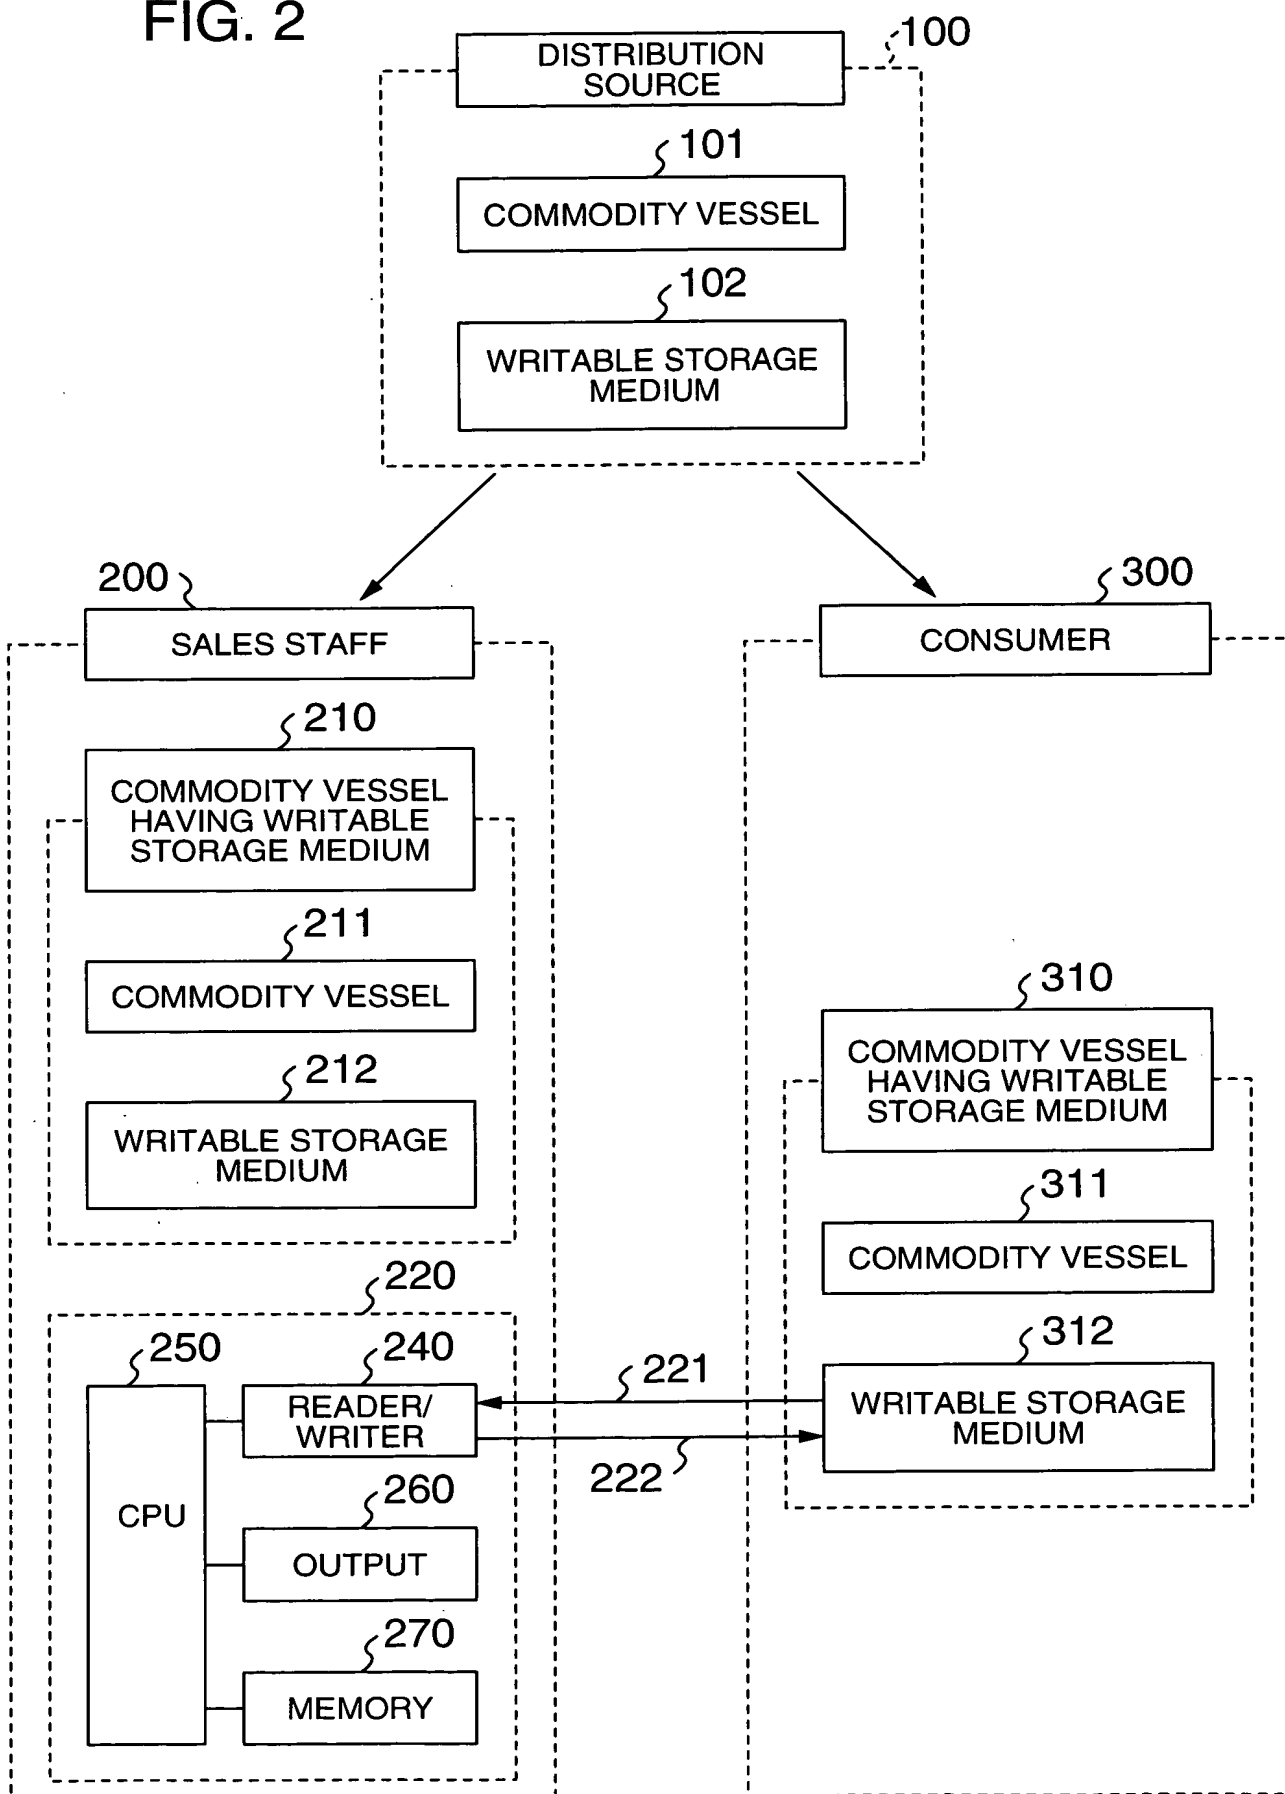 FIG. 2
100
DISTRIBUTION
SOURCE
101
COMMODITY VESSEL
102
WRITABLE STORAGE
MEDIUM
200
SALES STAFF
210
COMMODITY VESSEL
HAVING WRITABLE
STORAGE MEDIUM
211
COMMODITY VESSEL
212
WRITABLE STORAGE
MEDIUM
220
250
CPU
240
READER/
WRITER
260
OUTPUT
270
MEMORY
221
222
300
CONSUMER
310
COMMODITY VESSEL
HAVING WRITABLE
STORAGE MEDIUM
311
COMMODITY VESSEL
312
WRITABLE STORAGE
MEDIUM